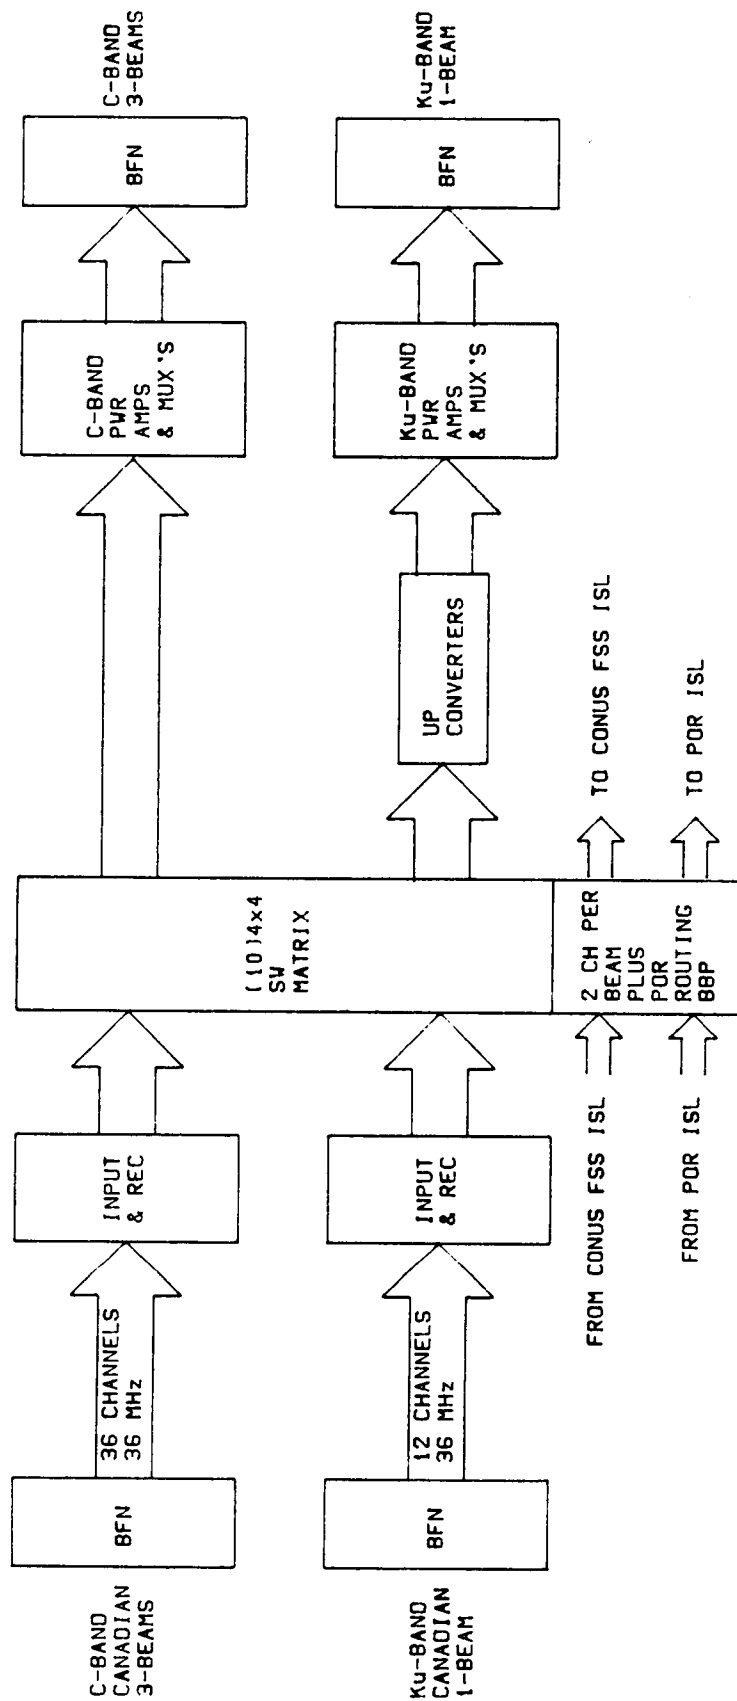 C-BAND
CANADIAN
3-BEAMS
BFN
36 CHANNELS
36 MHz
INPUT
& REC
C-BAND
PWR
AMPS
& MUX'S
BFN
C-BAND
3-BEAMS
(10)4x4
SW
MATRIX
Ku-BAND
CANADIAN
1-BEAM
BFN
12 CHANNELS
36 MHz
INPUT
& REC
UP
CONVERTERS
Ku-BAND
PWR
AMPS
& MUX'S
BFN
Ku-BAND
1-BEAM
FROM CONUS FSS ISL
FROM POR ISL
2 CH PER
BEAM
PLUS
POR
ROUTING
BBP
TO CONUS FSS ISL
TO POR ISL